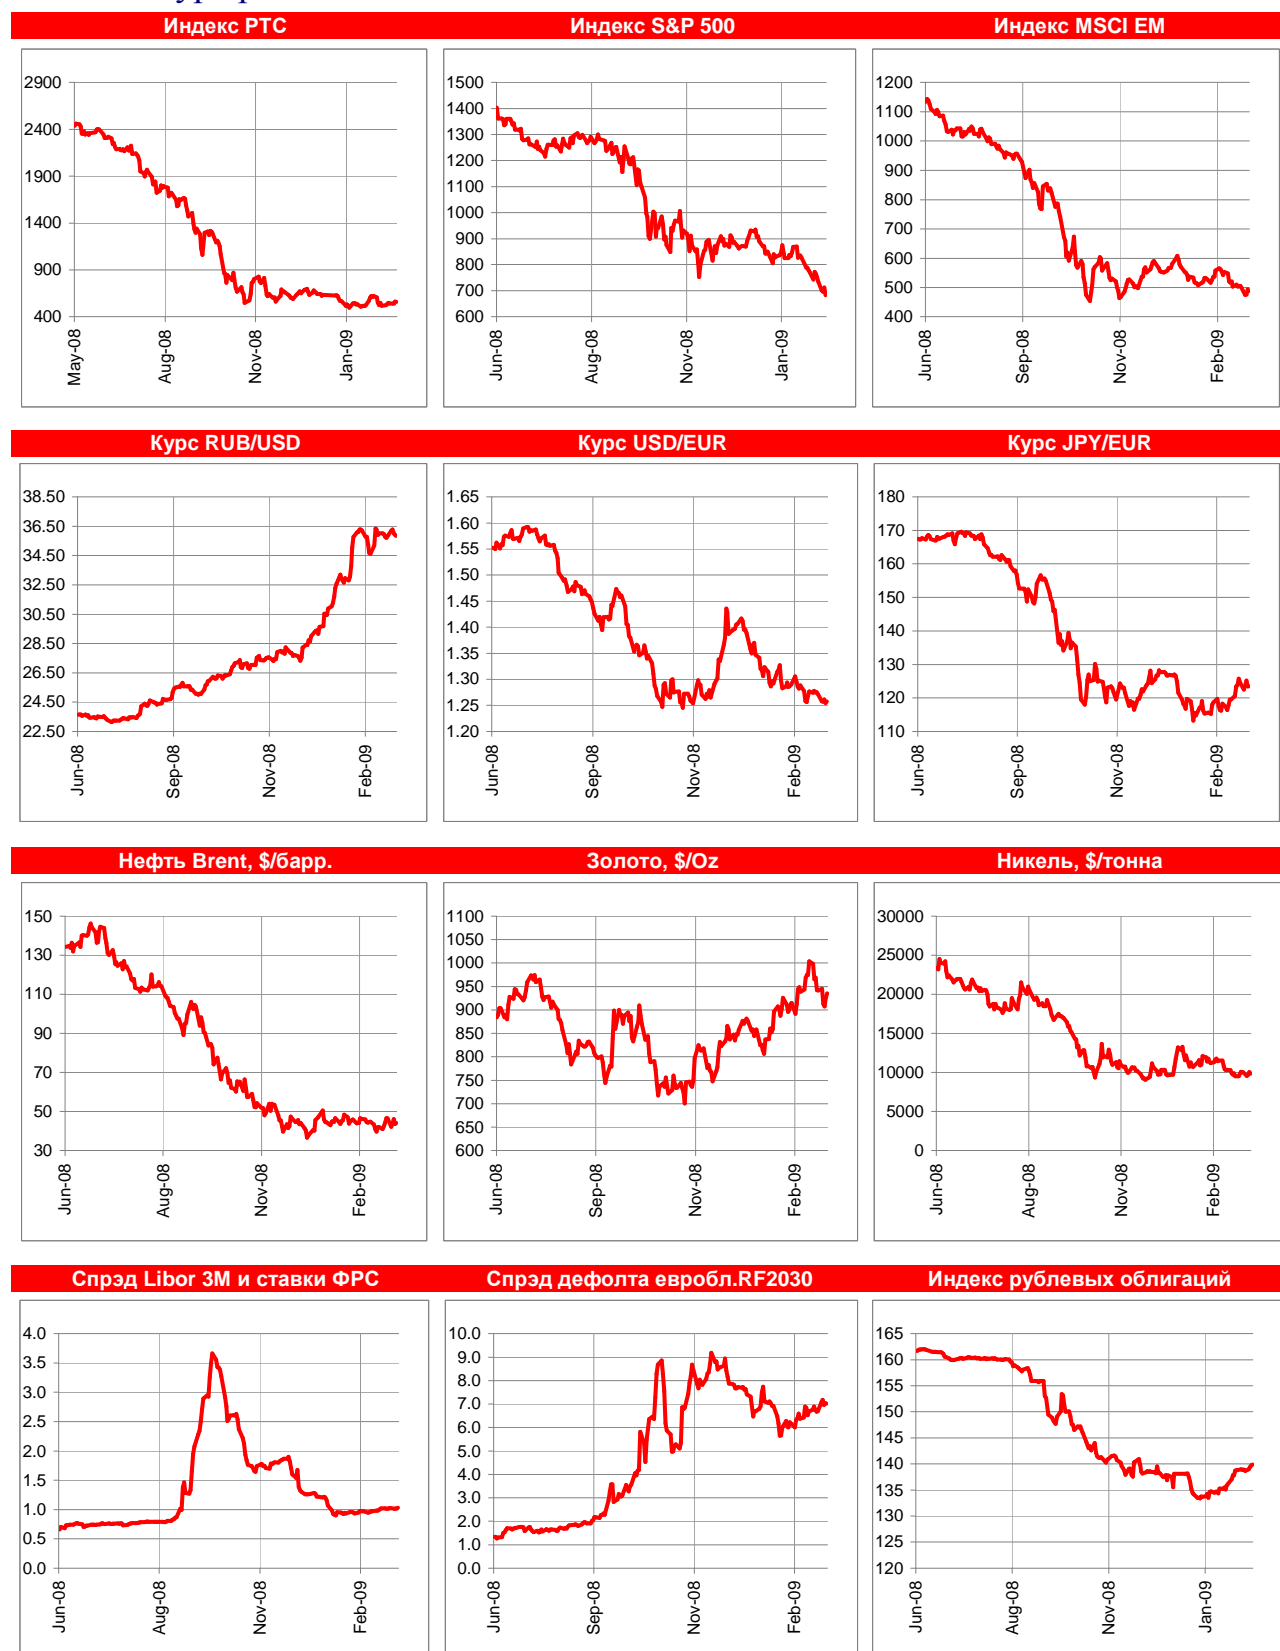 Индекс РТС
Индекс S&P 500
Индекс MSCI EM
2900
2400
1900
1400
900
400
May-08
Aug-08
Nov-08
Jan-09
1500
1400
1300
1200
1100
1000
900
800
700
600
Jun-08
Aug-08
Nov-08
Jan-09
1200
1100
1000
900
800
700
600
500
400
Jun-08
Sep-08
Nov-08
Feb-09
Курс RUB/USD
Курс USD/EUR
Курс JPY/EUR
38.50
36.50
34.50
32.50
30.50
28.50
26.50
24.50
22.50
Jun-08
Sep-08
Nov-08
Feb-09
1.65
1.60
1.55
1.50
1.45
1.40
1.35
1.30
1.25
1.20
Jun-08
Sep-08
Nov-08
Feb-09
180
170
160
150
140
130
120
110
Jun-08
Sep-08
Nov-08
Feb-09
Нефть Brent, $/барр.
Золото, $/Oz
Никель, $/тонна
150
130
110
90
70
50
30
Jun-08
Aug-08
Nov-08
Feb-09
1100
1050
1000
950
900
850
800
750
700
650
600
Jun-08
Sep-08
Nov-08
Feb-09
30000
25000
20000
15000
10000
5000
0
Jun-08
Aug-08
Nov-08
Feb-09
Спрэд Libor 3M и ставки ФРС
Спрэд дефолта евробл.RF2030
Индекс рублевых облигаций
4.0
3.5
3.0
2.5
2.0
1.5
1.0
0.5
0.0
Jun-08
Aug-08
Nov-08
Feb-09
10.0
9.0
8.0
7.0
6.0
5.0
4.0
3.0
2.0
1.0
0.0
Jun-08
Sep-08
Nov-08
Feb-09
165
160
155
150
145
140
135
130
125
120
Jun-08
Aug-08
Nov-08
Jan-09